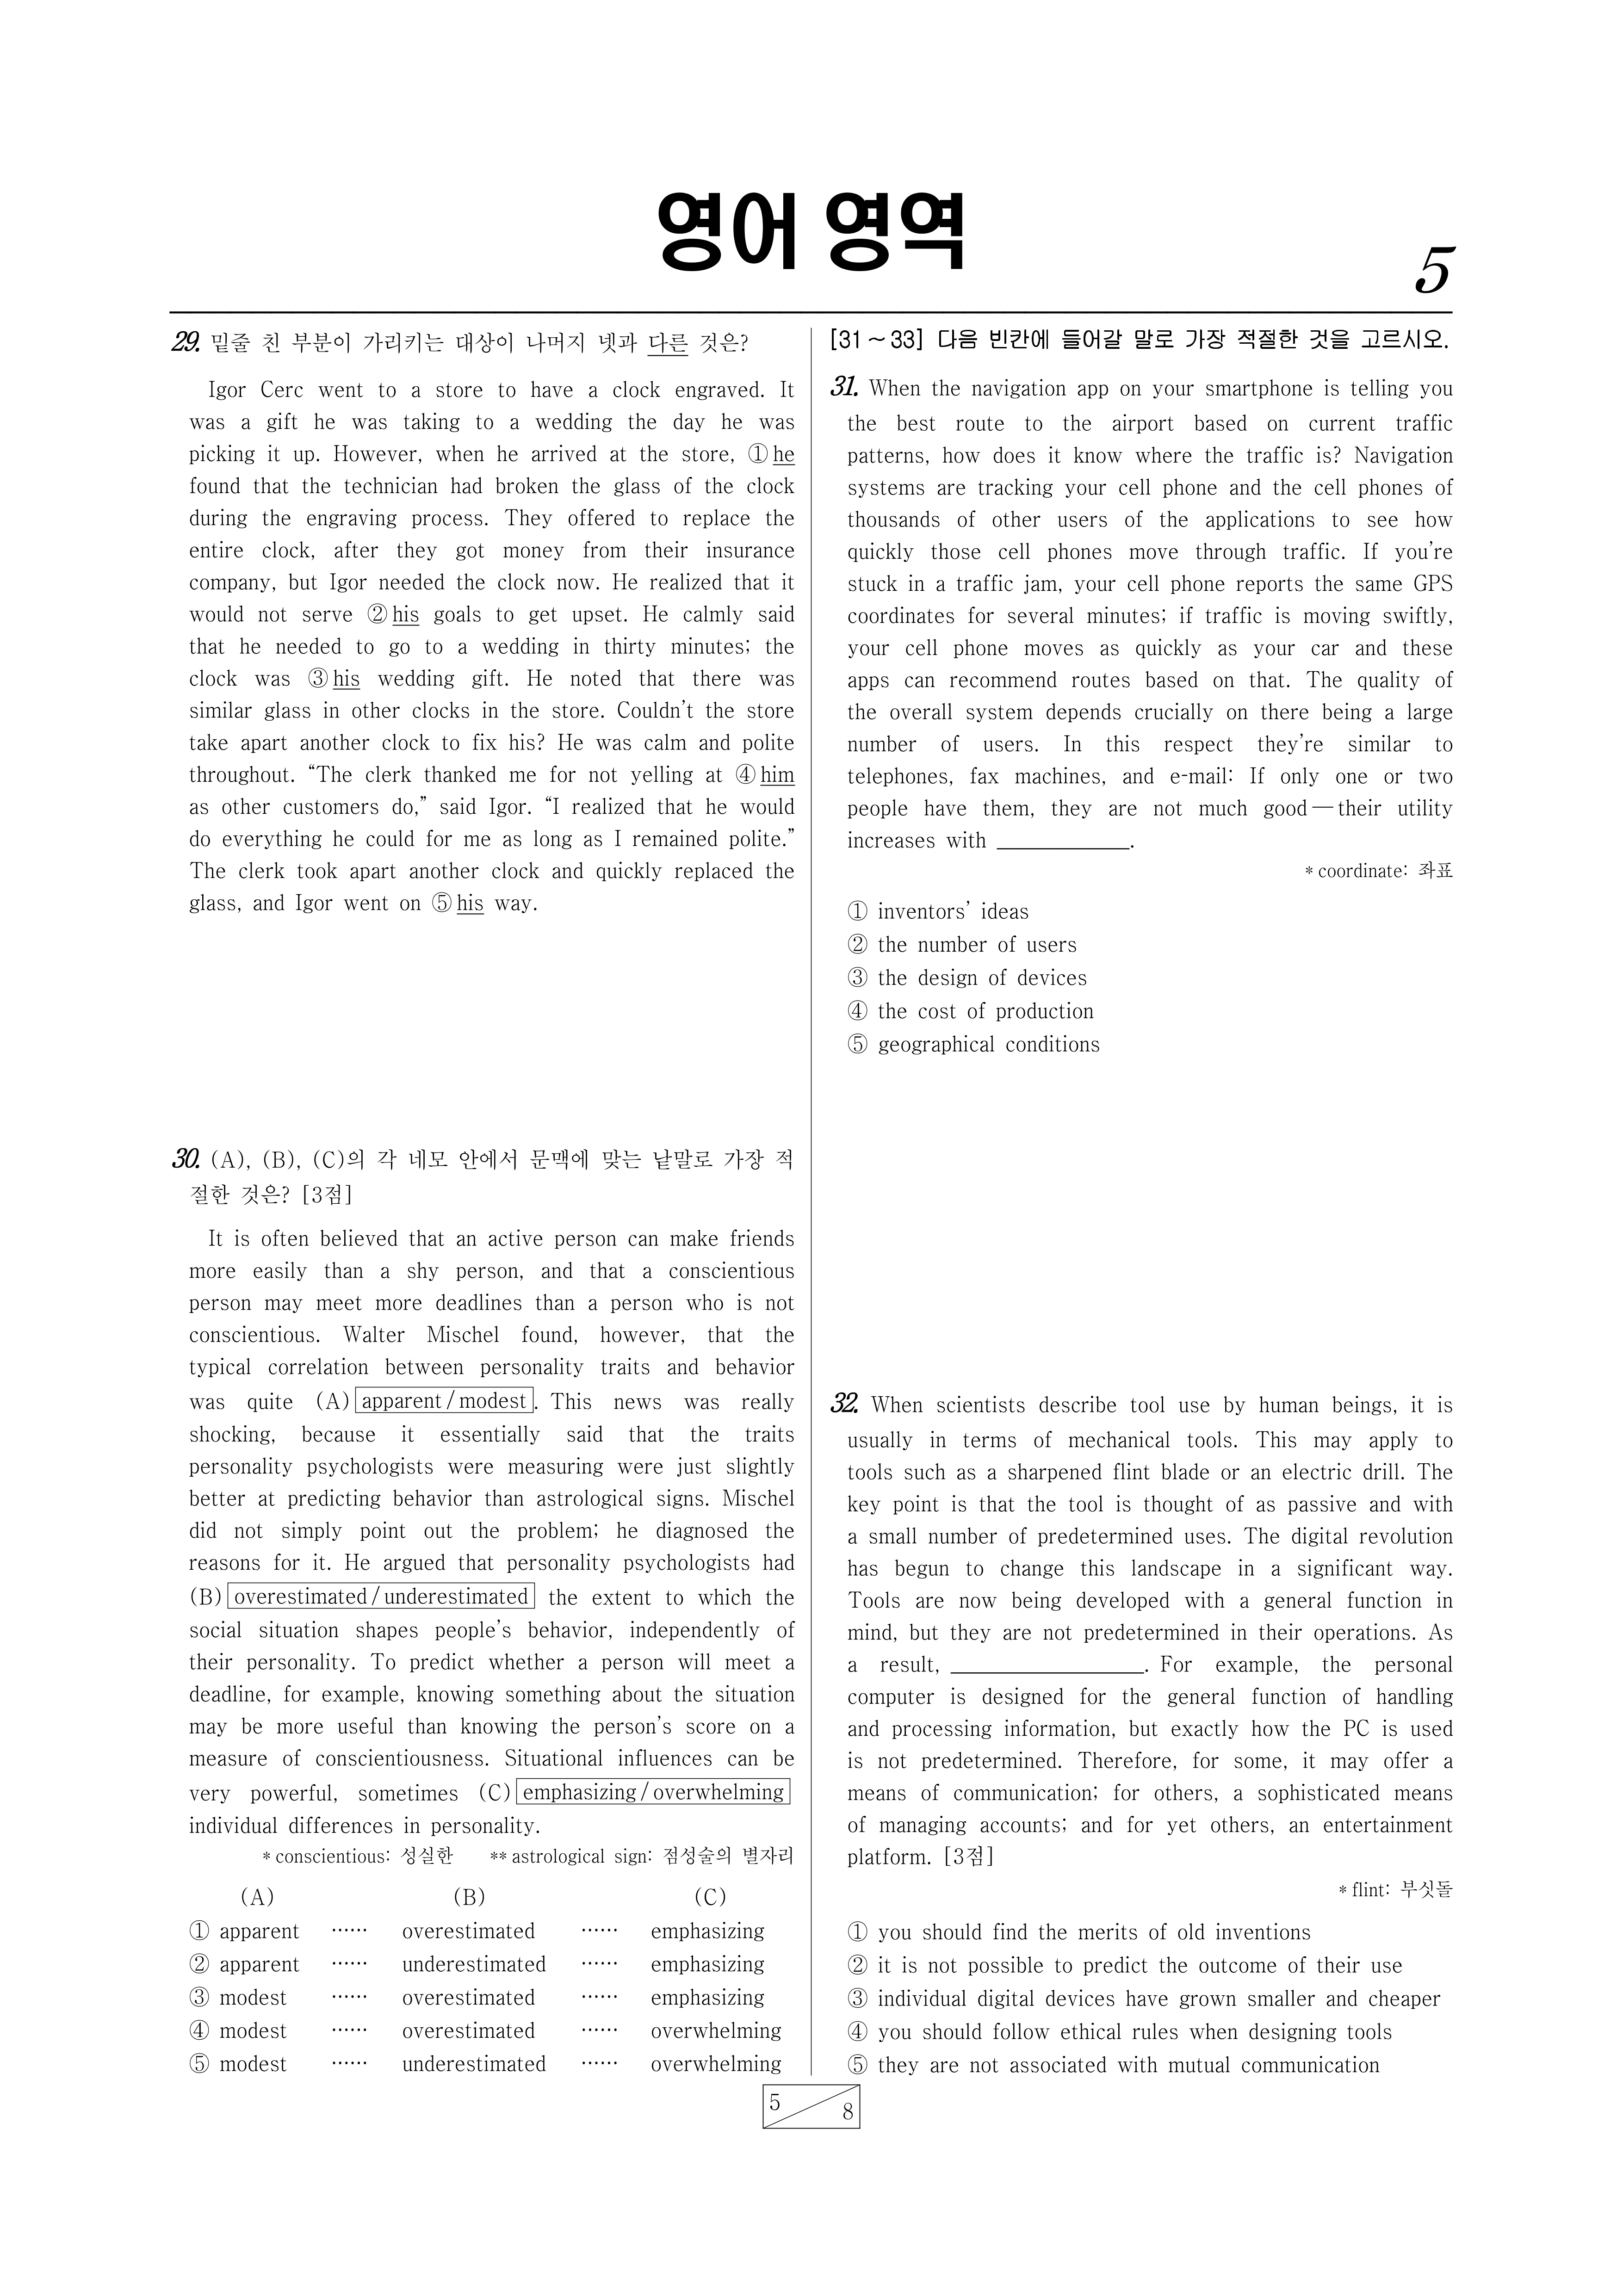 영어 영역
5
29. 밑줄 친 부분이 가리키는 대상이 나머지 넷과 다른 것은?
Igor Cerc went to a store to have a clock engraved. It
was a gift he was taking to a wedding the day he was
picking it up. However, when he arrived at the store, ① he
found that the technician had broken the glass of the clock
during the engraving process. They offered to replace the
entire clock, after they got money from their insurance
company, but Igor needed the clock now. He realized that it
would not serve ② his goals to get upset. He calmly said
that he needed to go to a wedding in thirty minutes; the
clock was ③ his wedding gift. He noted that there was
similar glass in other clocks in the store. Couldn't the store
take apart another clock to fix his? He was calm and polite
throughout. “The clerk thanked me for not yelling at ④ him
as other customers do,” said Igor. “I realized that he would
do everything he could for me as long as I remained polite.”
The clerk took apart another clock and quickly replaced the
glass, and Igor went on ⑤ his way.
30. (A), (B), (C)의 각 네모 안에서 문맥에 맞는 낱말로 가장 적
절한 것은? [3점]
It is often believed that an active person can make friends
more easily than a shy person, and that a conscientious
person may meet more deadlines than a person who is not
conscientious. Walter Mischel found, however, that the
typical correlation between personality traits and behavior
was quite (A) apparent / modest. This news was really
shocking, because it essentially said that the traits
personality psychologists were measuring were just slightly
better at predicting behavior than astrological signs. Mischel
did not simply point out the problem; he diagnosed the
reasons for it. He argued that personality psychologists had
(B) overestimated / underestimated the extent to which the
social situation shapes people's behavior, independently of
their personality. To predict whether a person will meet a
deadline, for example, knowing something about the situation
may be more useful than knowing the person's score on a
measure of conscientiousness. Situational influences can be
very powerful, sometimes (C) emphasizing / overwhelming
individual differences in personality.
* conscientious: 성실한 ** astrological sign: 점성술의 별자리
(A) (B) (C)
① apparent …… overestimated …… emphasizing
② apparent …… underestimated …… emphasizing
③ modest …… overestimated …… emphasizing
④ modest …… overestimated …… overwhelming
⑤ modest …… underestimated …… overwhelming
[31 ~ 33] 다음 빈칸에 들어갈 말로 가장 적절한 것을 고르시오.
31. When the navigation app on your smartphone is telling you
the best route to the airport based on current traffic
patterns, how does it know where the traffic is? Navigation
systems are tracking your cell phone and the cell phones of
thousands of other users of the applications to see how
quickly those cell phones move through traffic. If you're
stuck in a traffic jam, your cell phone reports the same GPS
coordinates for several minutes; if traffic is moving swiftly,
your cell phone moves as quickly as your car and these
apps can recommend routes based on that. The quality of
the overall system depends crucially on there being a large
number of users. In this respect they're similar to
telephones, fax machines, and e-mail: If only one or two
people have them, they are not much good — their utility
increases with ____________.
* coordinate: 좌표
① inventors' ideas
② the number of users
③ the design of devices
④ the cost of production
⑤ geographical conditions
32. When scientists describe tool use by human beings, it is
usually in terms of mechanical tools. This may apply to
tools such as a sharpened flint blade or an electric drill. The
key point is that the tool is thought of as passive and with
a small number of predetermined uses. The digital revolution
has begun to change this landscape in a significant way.
Tools are now being developed with a general function in
mind, but they are not predetermined in their operations. As
a result, __________________. For example, the personal
computer is designed for the general function of handling
and processing information, but exactly how the PC is used
is not predetermined. Therefore, for some, it may offer a
means of communication; for others, a sophisticated means
of managing accounts; and for yet others, an entertainment
platform. [3점]
* flint: 부싯돌
① you should find the merits of old inventions
② it is not possible to predict the outcome of their use
③ individual digital devices have grown smaller and cheaper
④ you should follow ethical rules when designing tools
⑤ they are not associated with mutual communication
5
8